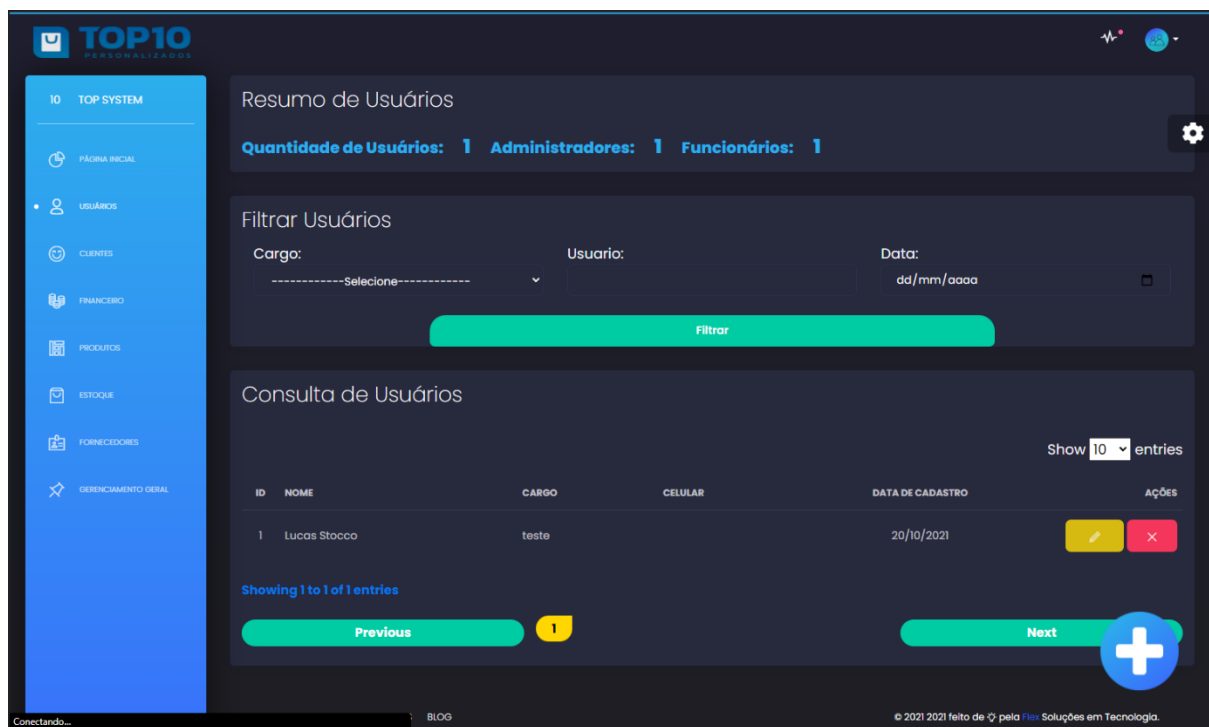 TOP10
PERSONALIZADOS
10 TOP SYSTEM
PÁGINA INICIAL
USUÁRIOS
CLIENTES
FINANCEIRO
PRODUTOS
ESTOQUE
FORNECEDORES
GERENCIAMENTO GERAL
Resumo de Usuários
Quantidade de Usuários: 1 Administradores: 1 Funcionários: 1
Filtrar Usuários
Cargo: Usuario: Data:
------------Selecione------------ dd/mm/aaaa
Filtrar
Consulta de Usuários
Show 10 entries
ID NOME CARGO CELULAR DATA DE CADASTRO AÇÕES
1 Lucas Stocco teste 20/10/2021
Showing 1 to 1 of 1 entries
Previous 1 Next
Conectando... BLOG © 2021 2021 feito de pela Flex Soluções em Tecnologia.